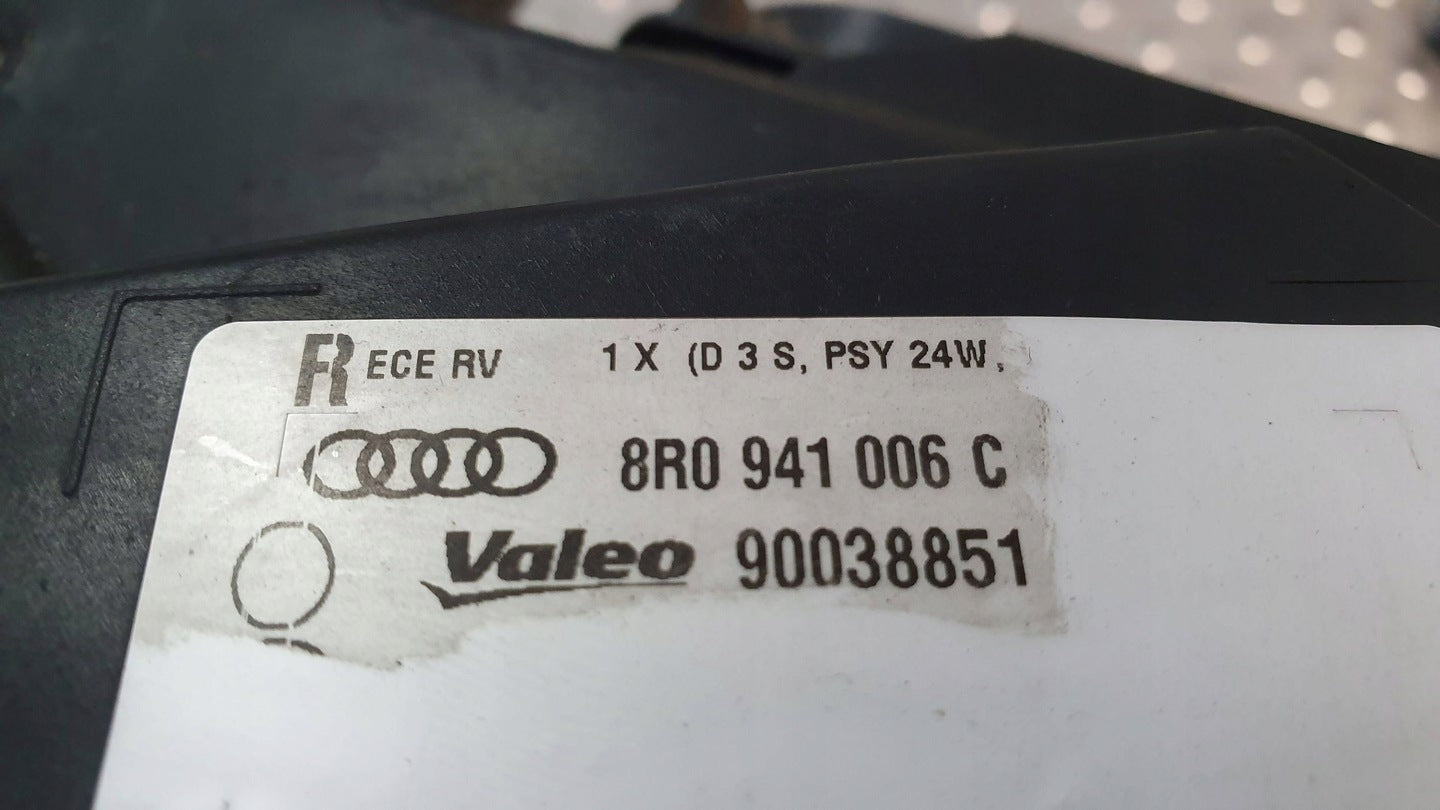 R ECE RV 1 X (D 3 S, PSY 24W,
8R0 941 006 C
Valeo 90038851